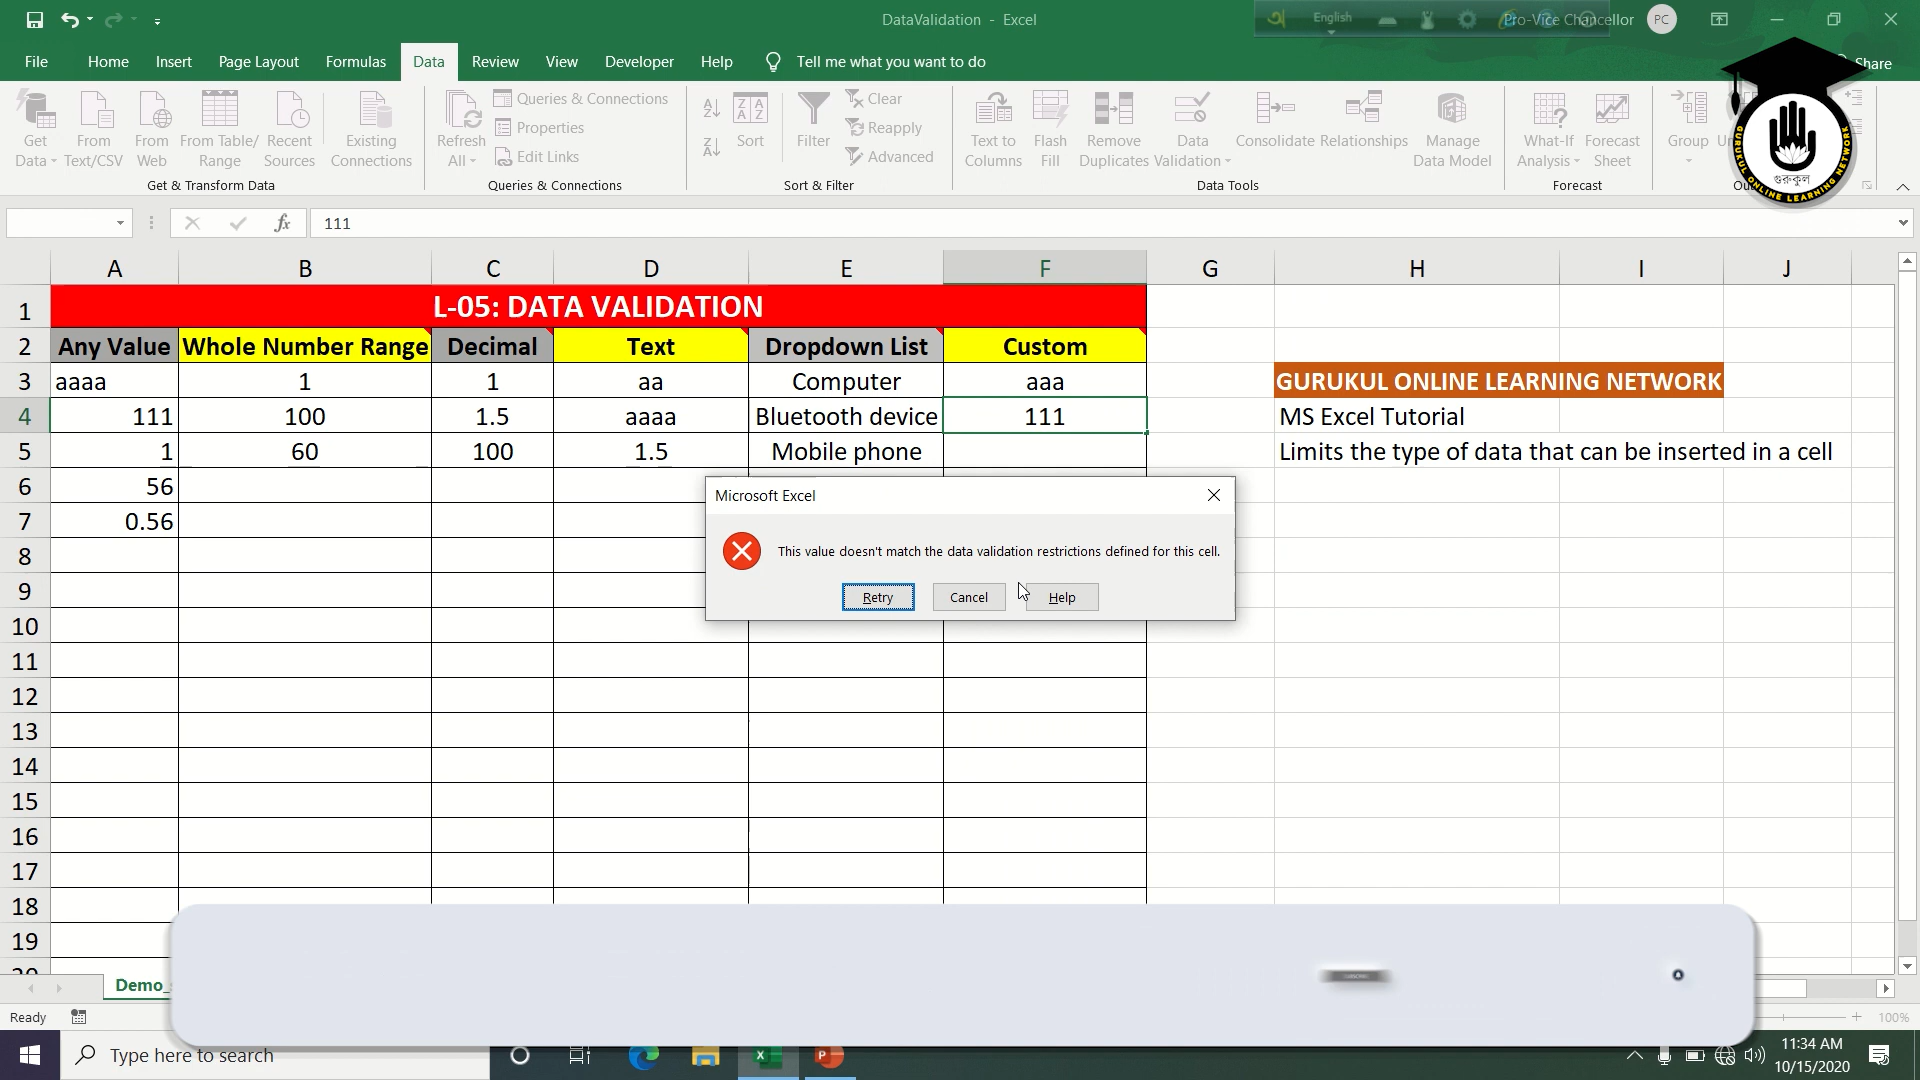 DataValidation - Excel
English
Pro-Vice Chancellor
PC
File Home Insert Page Layout Formulas Data Review View Developer Help Tell me what you want to do
Share
Get Data
From Text/CSV
From Web
From Table/ Range
Recent Sources
Existing Connections
Get & Transform Data
Refresh All
Queries & Connections
Properties
Edit Links
Queries & Connections
Sort
Filter
Clear
Reapply
Advanced
Sort & Filter
Text to Columns
Flash Fill
Remove Duplicates
Data Validation
Consolidate
Relationships
Manage Data Model
Data Tools
What-If Analysis
Forecast Sheet
Forecast
Group
গুরুকুল
GURUKUL ONLINE LEARNING NETWORK
fx 111
A B C D E F G H I J
1 L-05: DATA VALIDATION
2 Any Value Whole Number Range Decimal Text Dropdown List Custom
3 aaaa 1 1 aa Computer aaa GURUKUL ONLINE LEARNING NETWORK
4 111 100 1.5 aaaa Bluetooth device 111 MS Excel Tutorial
5 1 60 100 1.5 Mobile phone Limits the type of data that can be inserted in a cell
6 56
7 0.56
8
9
10
11
12
13
14
15
16
17
18
19
Microsoft Excel
This value doesn't match the data validation restrictions defined for this cell.
Retry Cancel Help
Demo_
Ready
100%
Type here to search
11:34 AM
10/15/2020